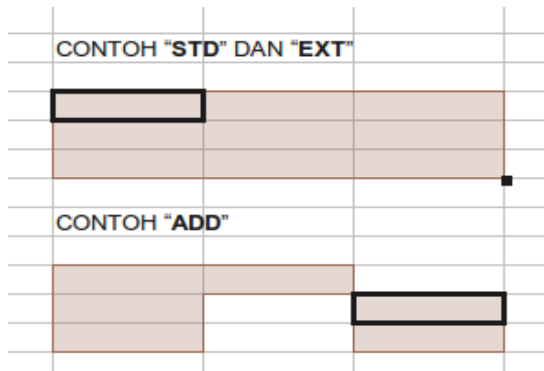 CONTOH “STD” DAN “EXT”
CONTOH “ADD”